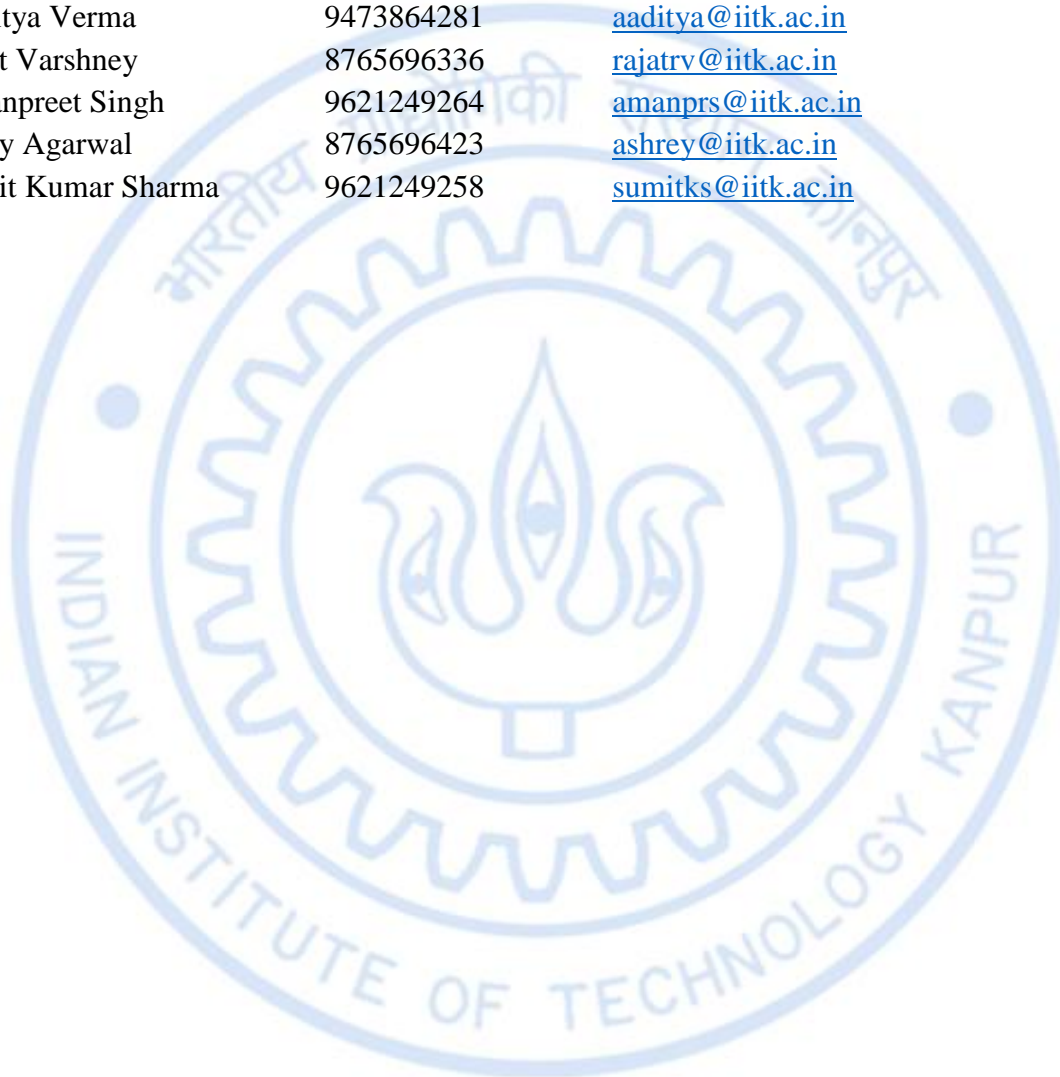 tya Verma 9473864281 aaditya@iitk.ac.in
t Varshney 8765696336 rajatrv@iitk.ac.in
anpreet Singh 9621249264 amanprs@iitk.ac.in
y Agarwal 8765696423 ashrey@iitk.ac.in
it Kumar Sharma 9621249258 sumitks@iitk.ac.in
भारतीय प्रौद्योगिकी संस्थान कानपुर
INDIAN INSTITUTE OF TECHNOLOGY KANPUR